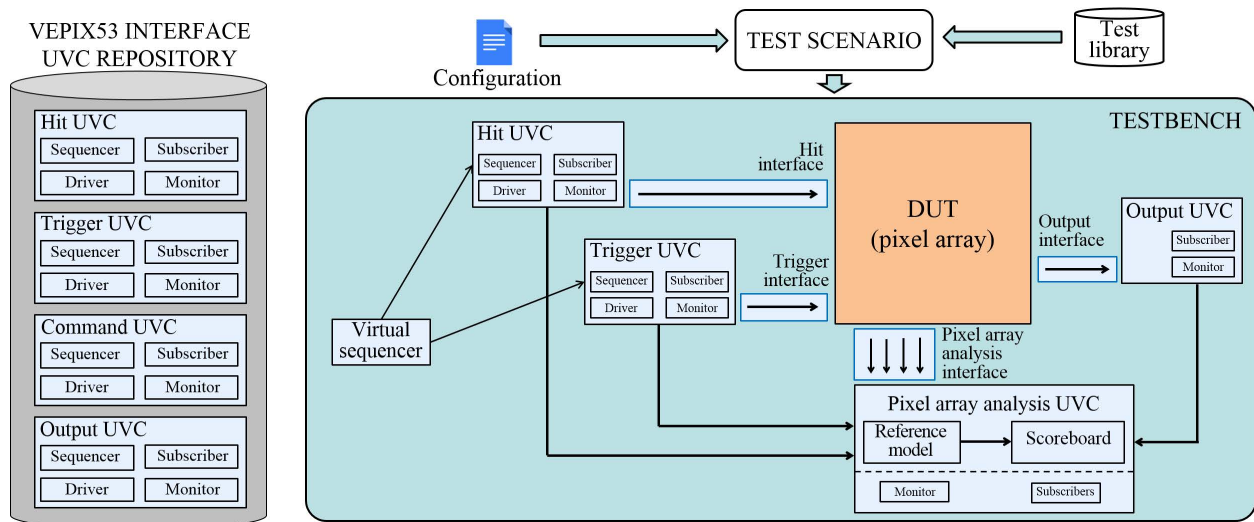 VEPIX53 INTERFACE
UVC REPOSITORY
Hit UVC
Sequencer
Subscriber
Driver
Monitor
Trigger UVC
Sequencer
Subscriber
Driver
Monitor
Command UVC
Sequencer
Subscriber
Driver
Monitor
Output UVC
Sequencer
Subscriber
Driver
Monitor
Configuration
TEST SCENARIO
Test
library
TESTBENCH
Hit UVC
Sequencer
Subscriber
Driver
Monitor
Hit
interface
DUT
(pixel array)
Output
interface
Output UVC
Subscriber
Monitor
Trigger UVC
Sequencer
Subscriber
Driver
Monitor
Trigger
interface
Virtual
sequencer
Pixel array
analysis
interface
Pixel array analysis UVC
Reference
model
Scoreboard
Monitor
Subscribers